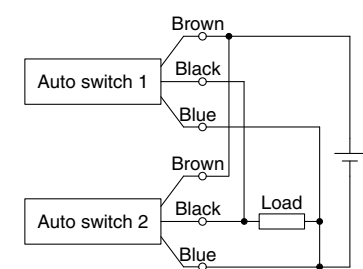 Brown
Auto switch 1
Black
Blue
Brown
Auto switch 2
Black
Load
Blue